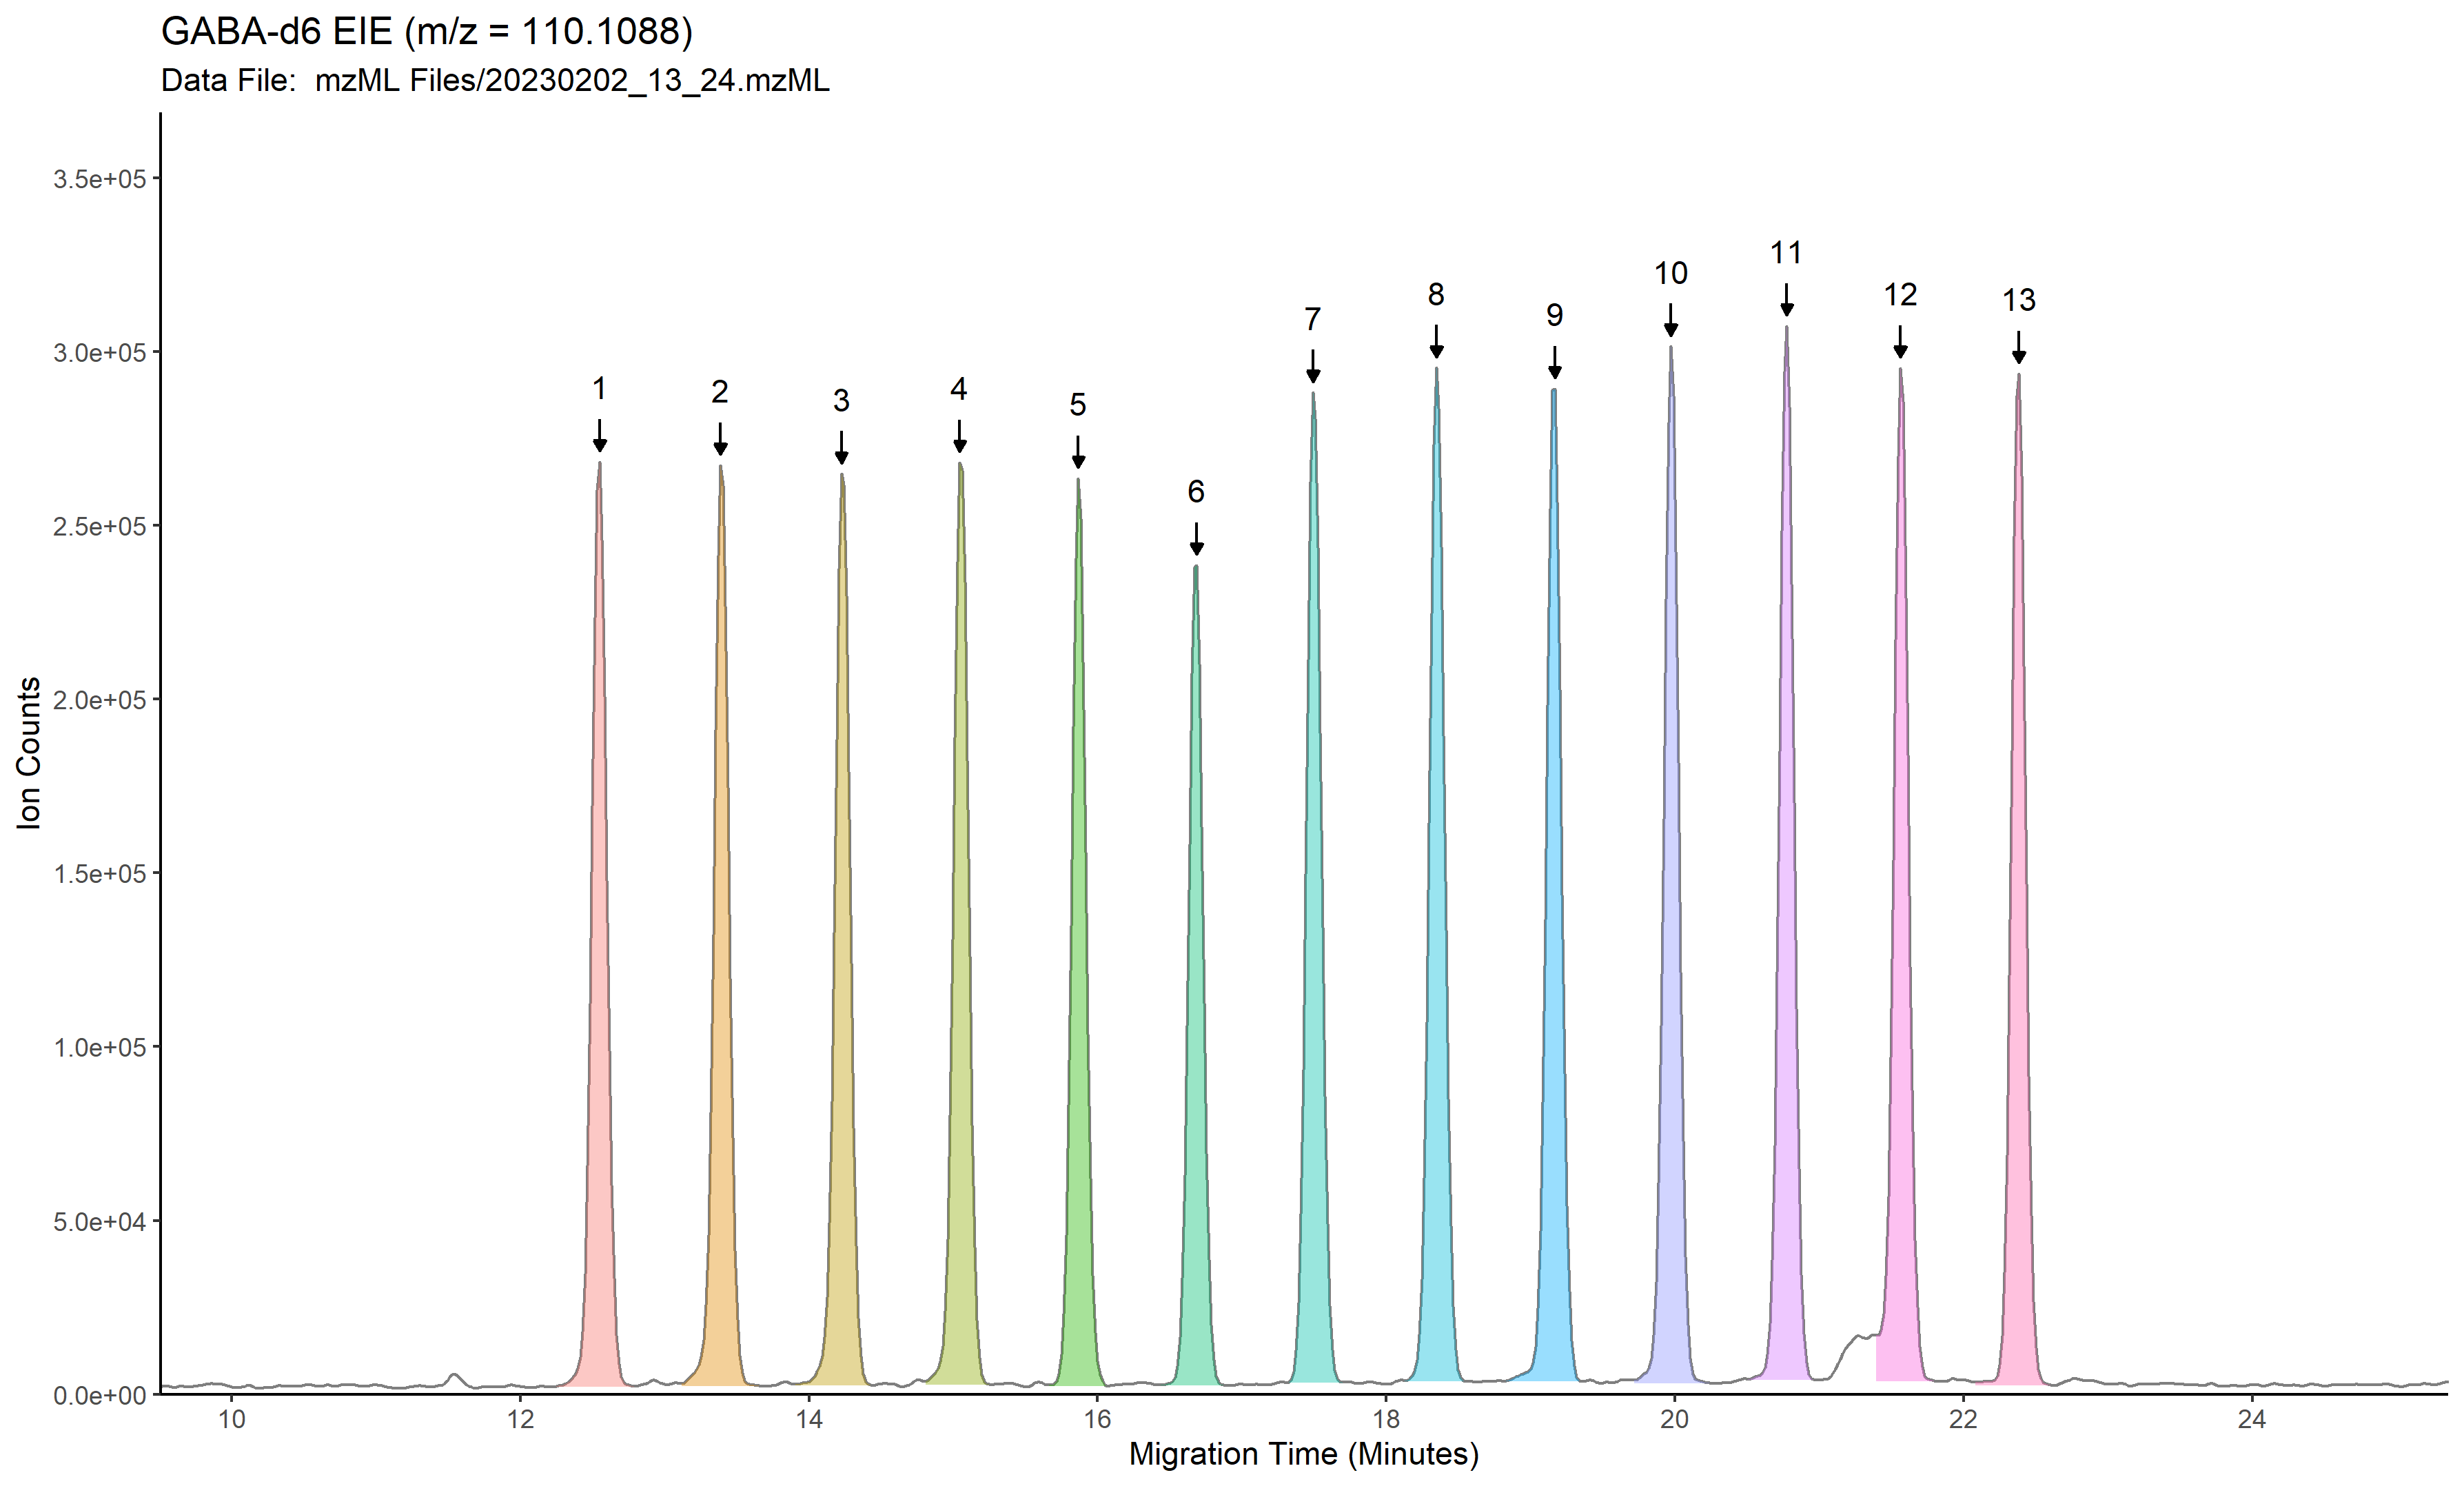 GABA-d6 EIE (m/z = 110.1088)
Data File:  mzML Files/20230202_13_24.mzML
3.5e+05
3.0e+05
2.5e+05
2.0e+05
1.5e+05
1.0e+05
5.0e+04
0.0e+00
Ion Counts
1
2
3
4
5
6
7
8
9
10
11
12
13
10 12 14 16 18 20 22 24
Migration Time (Minutes)